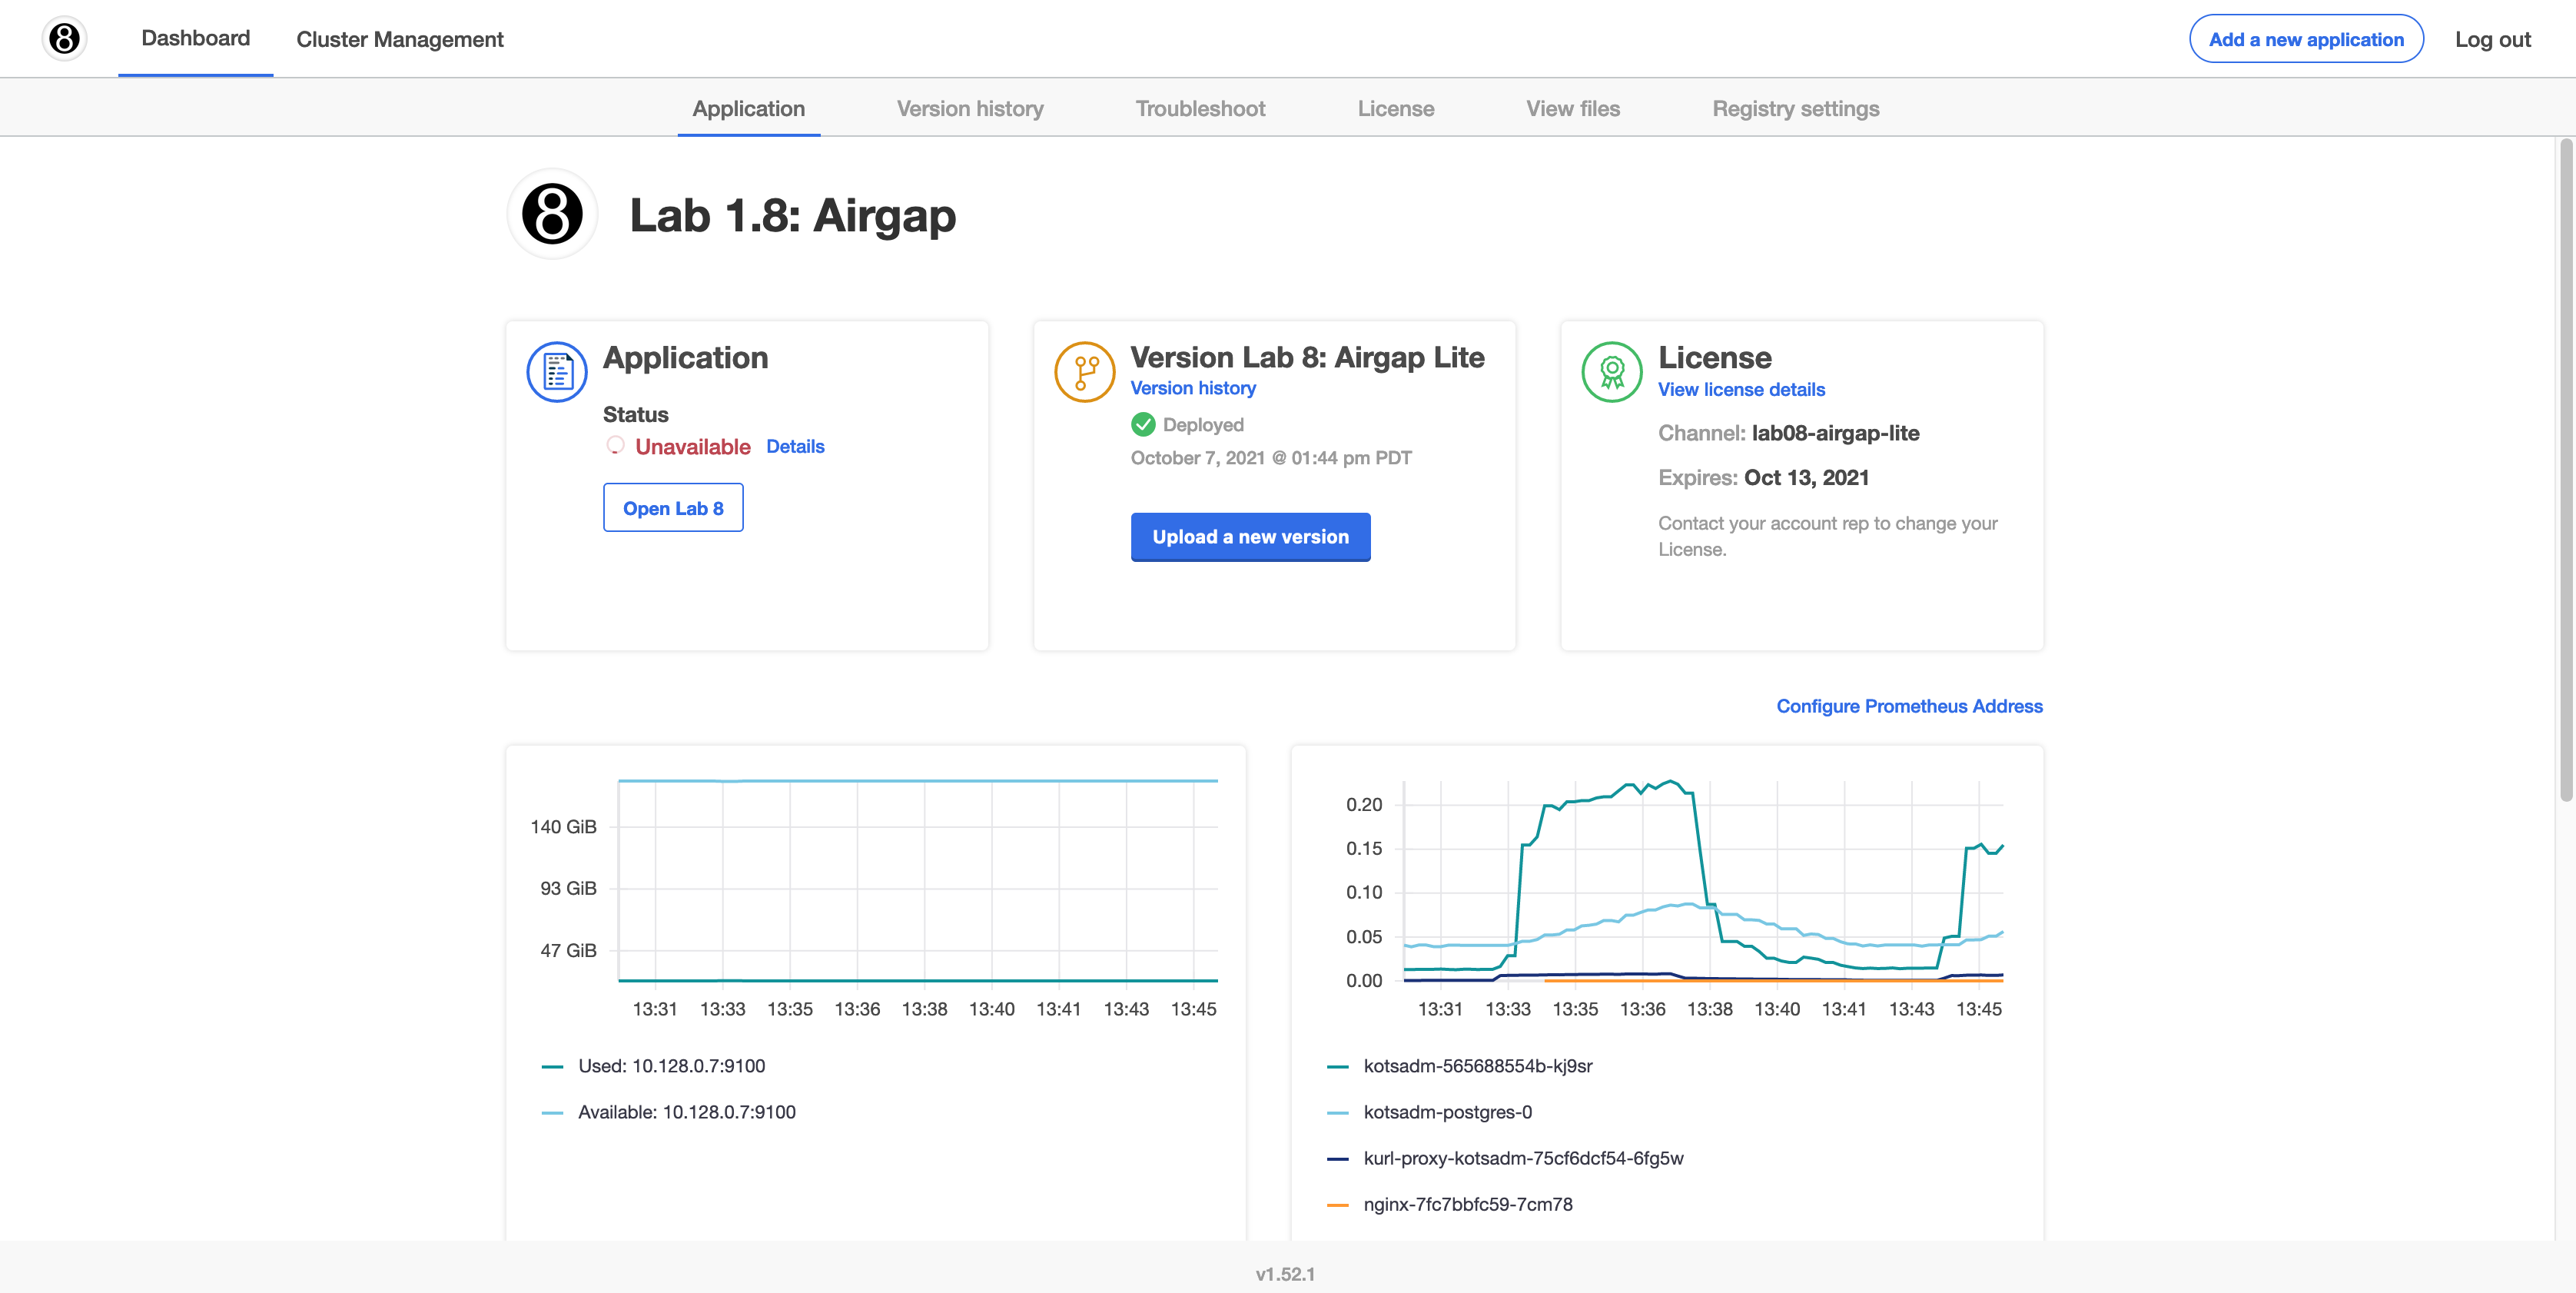 8
Dashboard
Cluster Management
Add a new application
Log out
Application
Version history
Troubleshoot
License
View files
Registry settings
8
Lab 1.8: Airgap
Application
Status
Unavailable Details
Open Lab 8
Version Lab 8: Airgap Lite
Version history
Deployed
October 7, 2021 @ 01:44 pm PDT
Upload a new version
License
View license details
Channel: lab08-airgap-lite
Expires: Oct 13, 2021
Contact your account rep to change your
License.
Configure Prometheus Address
140 GiB
93 GiB
47 GiB
13:31 13:33 13:35 13:36 13:38 13:40 13:41 13:43 13:45
Used: 10.128.0.7:9100
Available: 10.128.0.7:9100
0.20
0.15
0.10
0.05
0.00
13:31 13:33 13:35 13:36 13:38 13:40 13:41 13:43 13:45
kotsadm-565688554b-kj9sr
kotsadm-postgres-0
kurl-proxy-kotsadm-75cf6dcf54-6fg5w
nginx-7fc7bbfc59-7cm78
v1.52.1